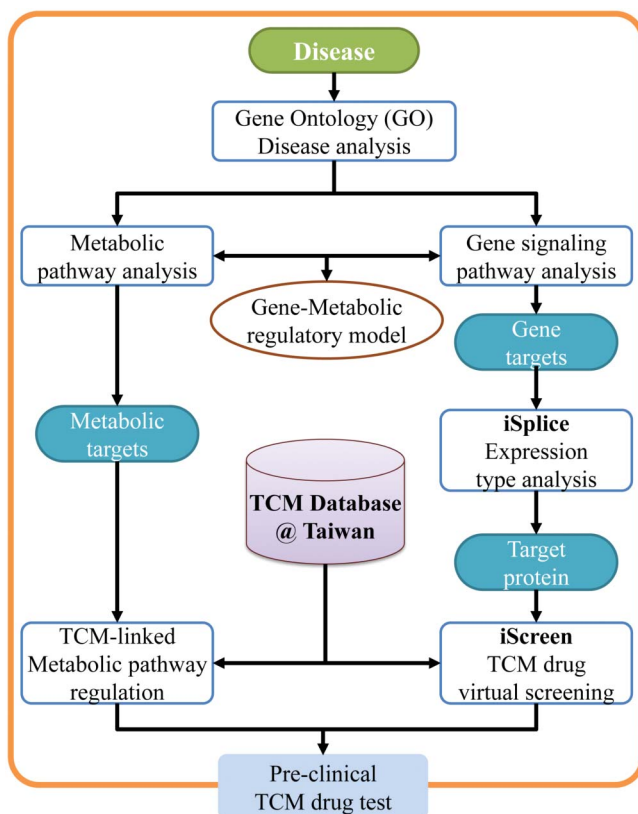 Disease
Gene Ontology (GO)
Disease analysis
Metabolic
pathway analysis
Gene signaling
pathway analysis
Gene-Metabolic
regulatory model
Gene
targets
Metabolic
targets
iSplice
Expression
type analysis
TCM Database
@ Taiwan
Target
protein
TCM-linked
Metabolic pathway
regulation
iScreen
TCM drug
virtual screening
Pre-clinical
TCM drug test